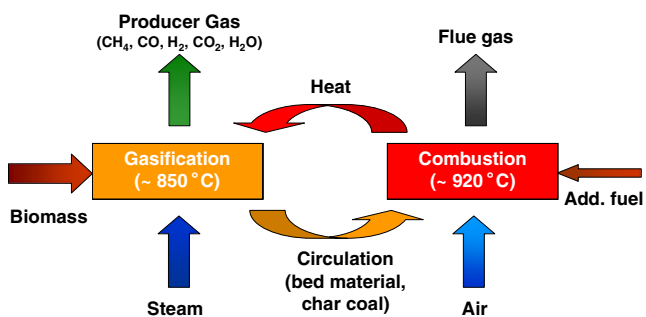 Producer Gas
(CH₄, CO, H₂, CO₂, H₂O)
Flue gas
Heat
Gasification
(~ 850 °C)
Combustion
(~ 920 °C)
Biomass
Add. fuel
Circulation
(bed material,
char coal)
Steam
Air